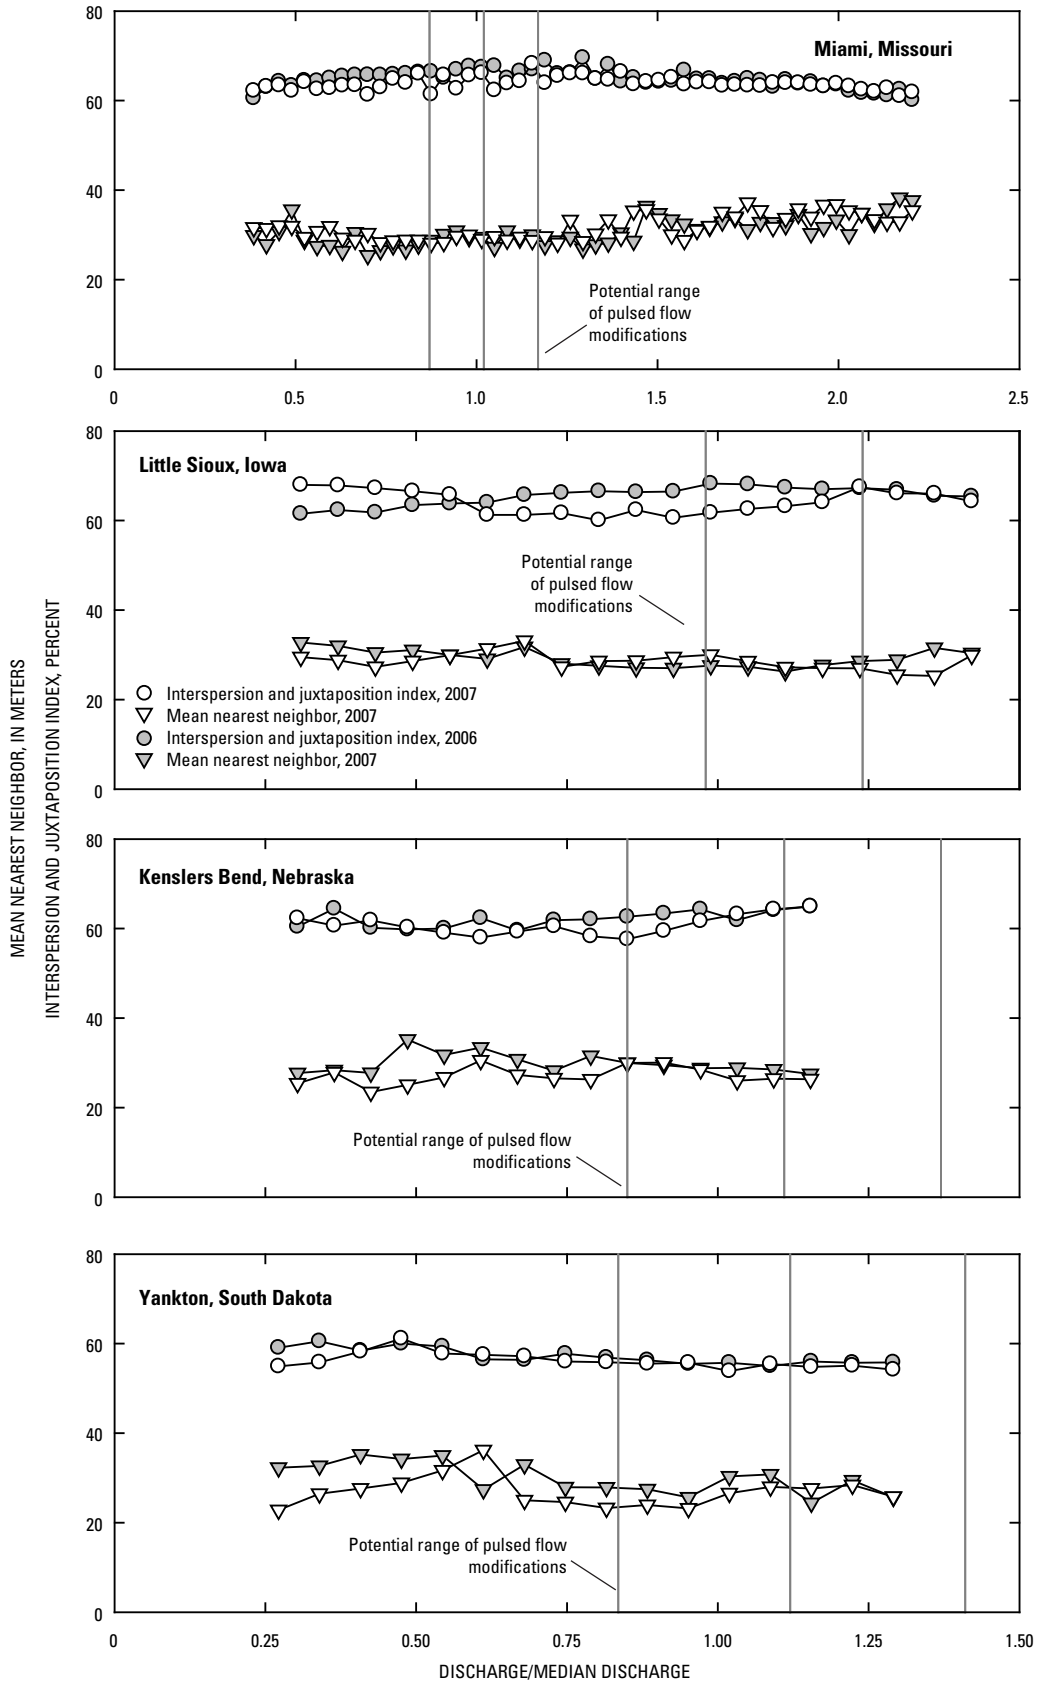 MEAN NEAREST NEIGHBOR, IN METERS
INTERSPERSION AND JUXTAPOSITION INDEX, PERCENT
80
60
40
20
0
Miami, Missouri
Potential range
of pulsed flow
modifications
0 0.5 1.0 1.5 2.0 2.5
80
60
40
20
0
Little Sioux, Iowa
Potential range
of pulsed flow
modifications
Interspersion and juxtaposition index, 2007
Mean nearest neighbor, 2007
Interspersion and juxtaposition index, 2006
Mean nearest neighbor, 2007
80
60
40
20
0
Kenslers Bend, Nebraska
Potential range of pulsed flow
modifications
80
60
40
20
0
Yankton, South Dakota
Potential range of pulsed flow
modifications
0 0.25 0.50 0.75 1.00 1.25 1.50
DISCHARGE/MEDIAN DISCHARGE